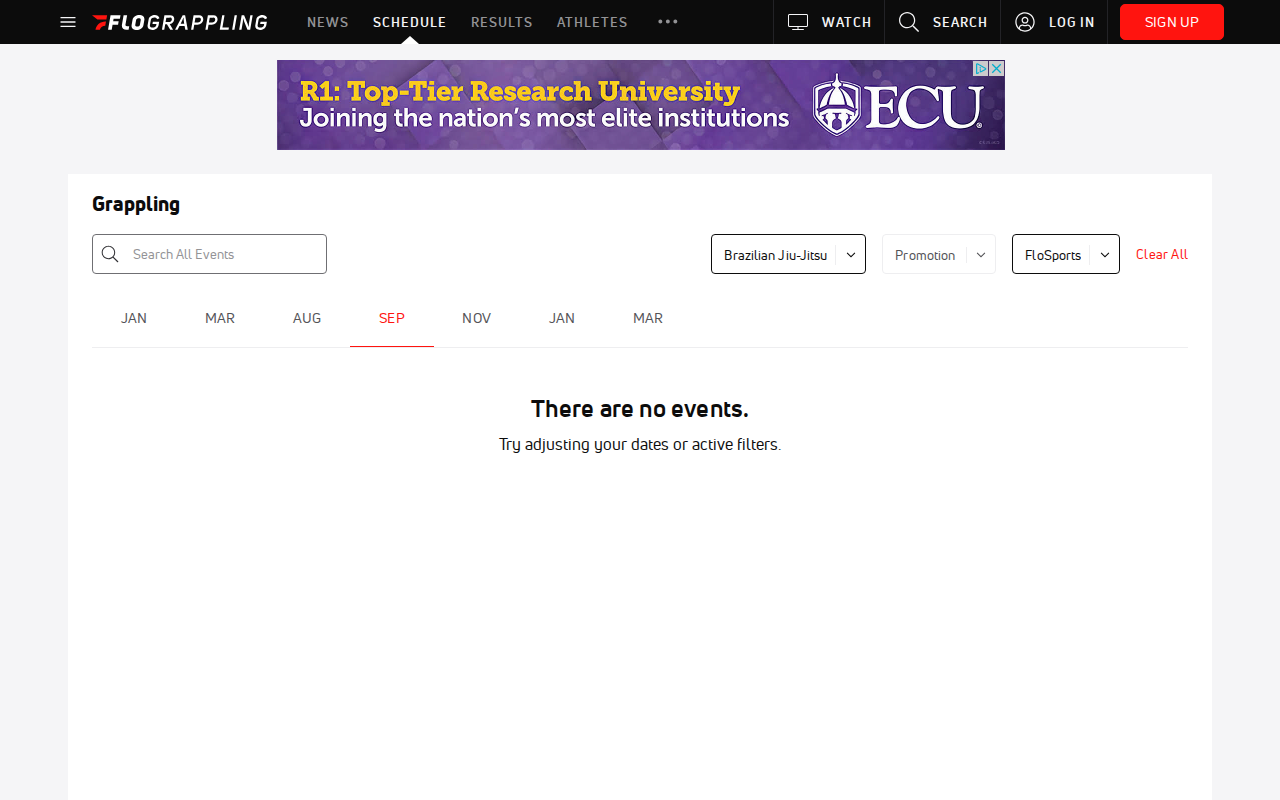 FLOGRAPPLING NEWS SCHEDULE RESULTS ATHLETES WATCH SEARCH LOG IN SIGN UP
R1: Top-Tier Research University
Joining the nation's most elite institutions
ECU
Grappling
Search All Events Brazilian Jiu-Jitsu Promotion FloSports Clear All
JAN MAR AUG SEP NOV JAN MAR
There are no events.
Try adjusting your dates or active filters.